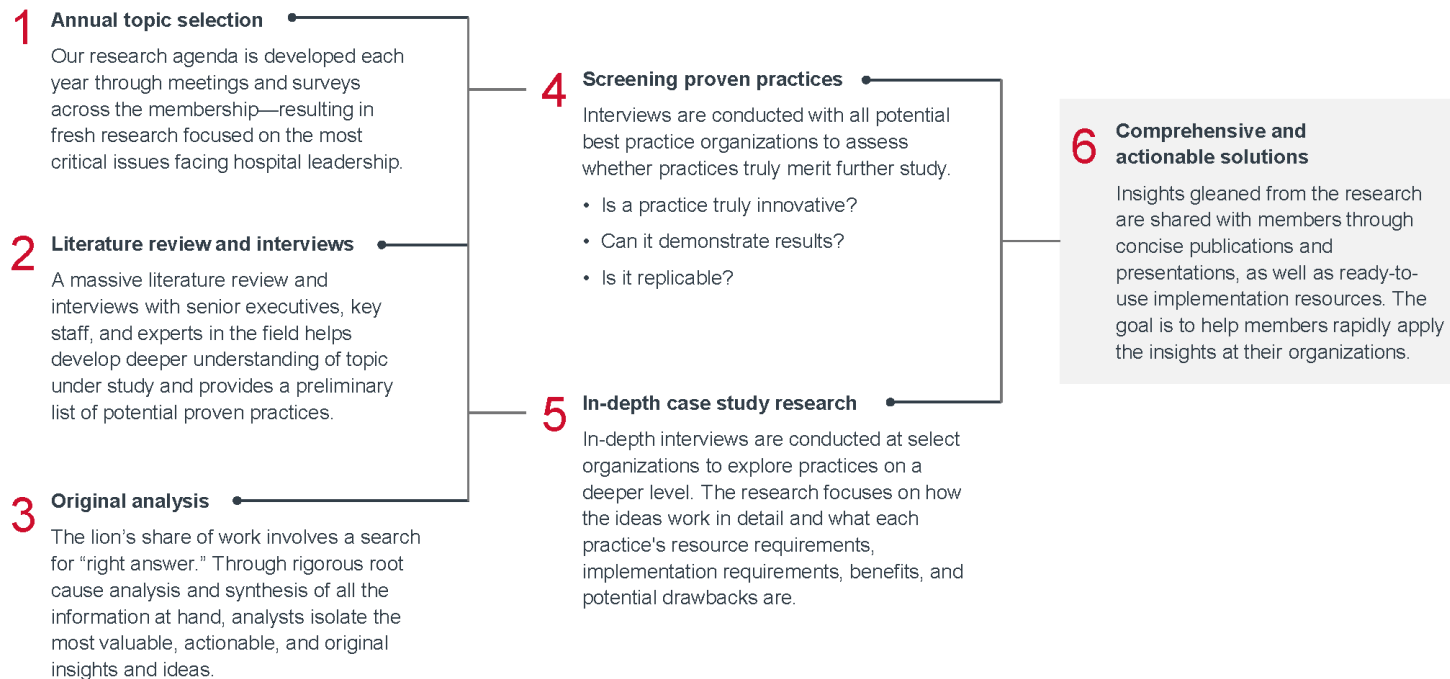 1
Annual topic selection
Our research agenda is developed each
year through meetings and surveys
across the membership—resulting in
fresh research focused on the most
critical issues facing hospital leadership.
2
Literature review and interviews
A massive literature review and
interviews with senior executives, key
staff, and experts in the field helps
develop deeper understanding of topic
under study and provides a preliminary
list of potential proven practices.
3
Original analysis
The lion’s share of work involves a search
for “right answer.” Through rigorous root
cause analysis and synthesis of all the
information at hand, analysts isolate the
most valuable, actionable, and original
insights and ideas.
4
Screening proven practices
Interviews are conducted with all potential
best practice organizations to assess
whether practices truly merit further study.
• Is a practice truly innovative?
• Can it demonstrate results?
• Is it replicable?
5
In-depth case study research
In-depth interviews are conducted at select
organizations to explore practices on a
deeper level. The research focuses on how
the ideas work in detail and what each
practice's resource requirements,
implementation requirements, benefits, and
potential drawbacks are.
6
Comprehensive and
actionable solutions
Insights gleaned from the research
are shared with members through
concise publications and
presentations, as well as ready-to-
use implementation resources. The
goal is to help members rapidly apply
the insights at their organizations.